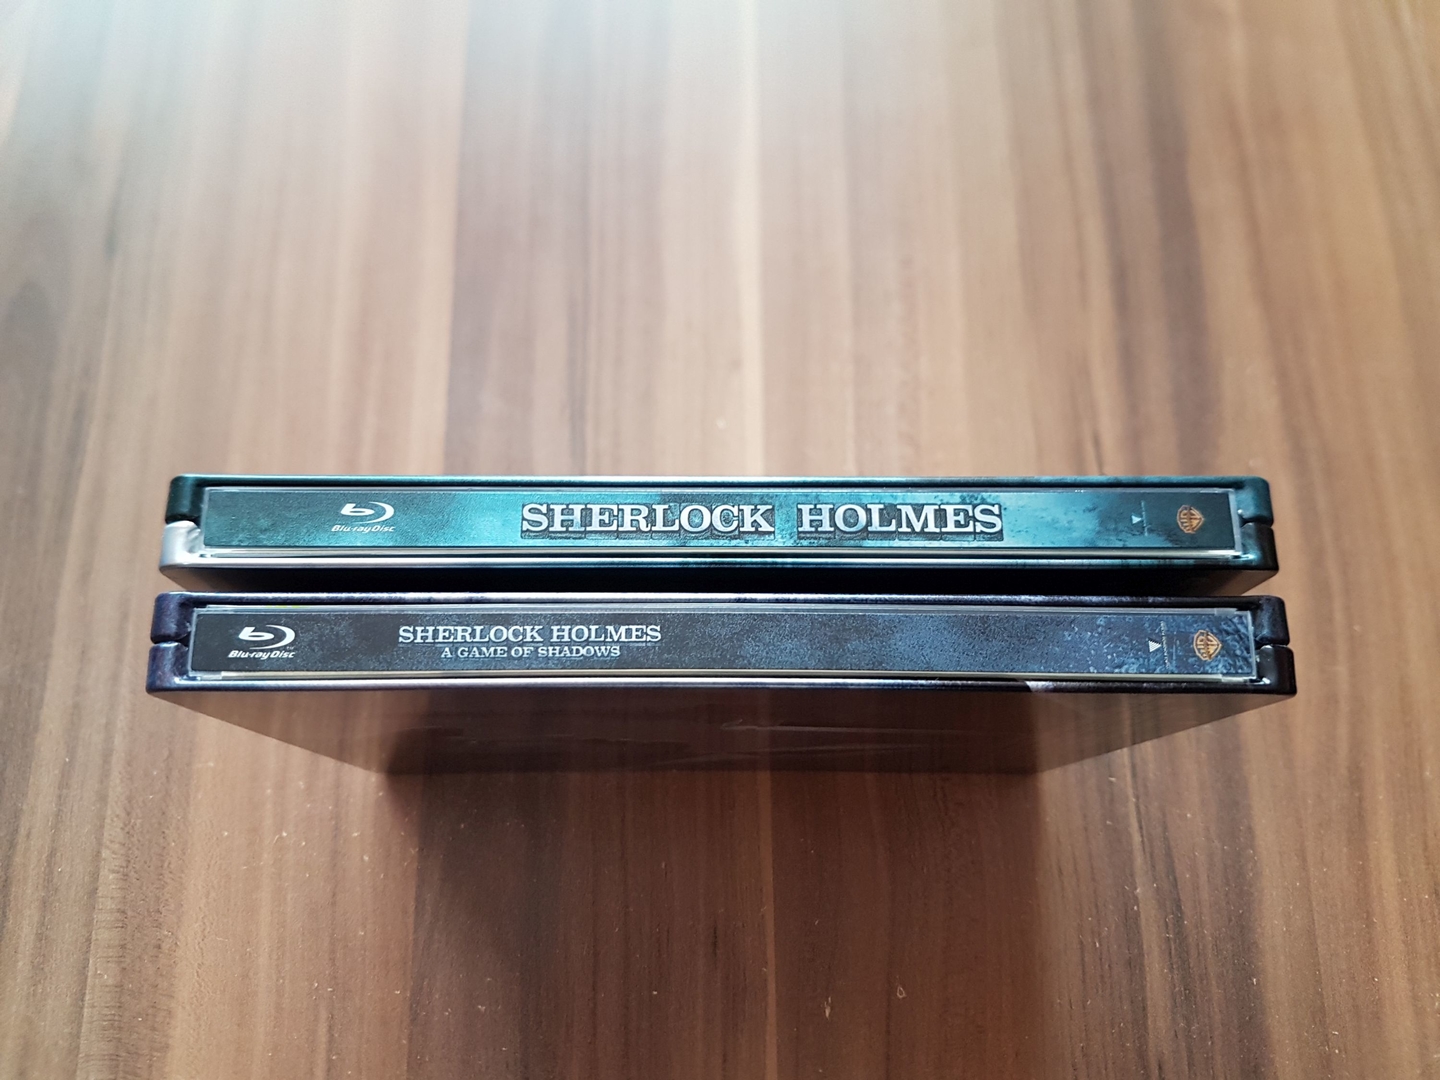 Blu-ray Disc
SHERLOCK HOLMES
Blu-ray Disc
SHERLOCK HOLMES
A GAME OF SHADOWS